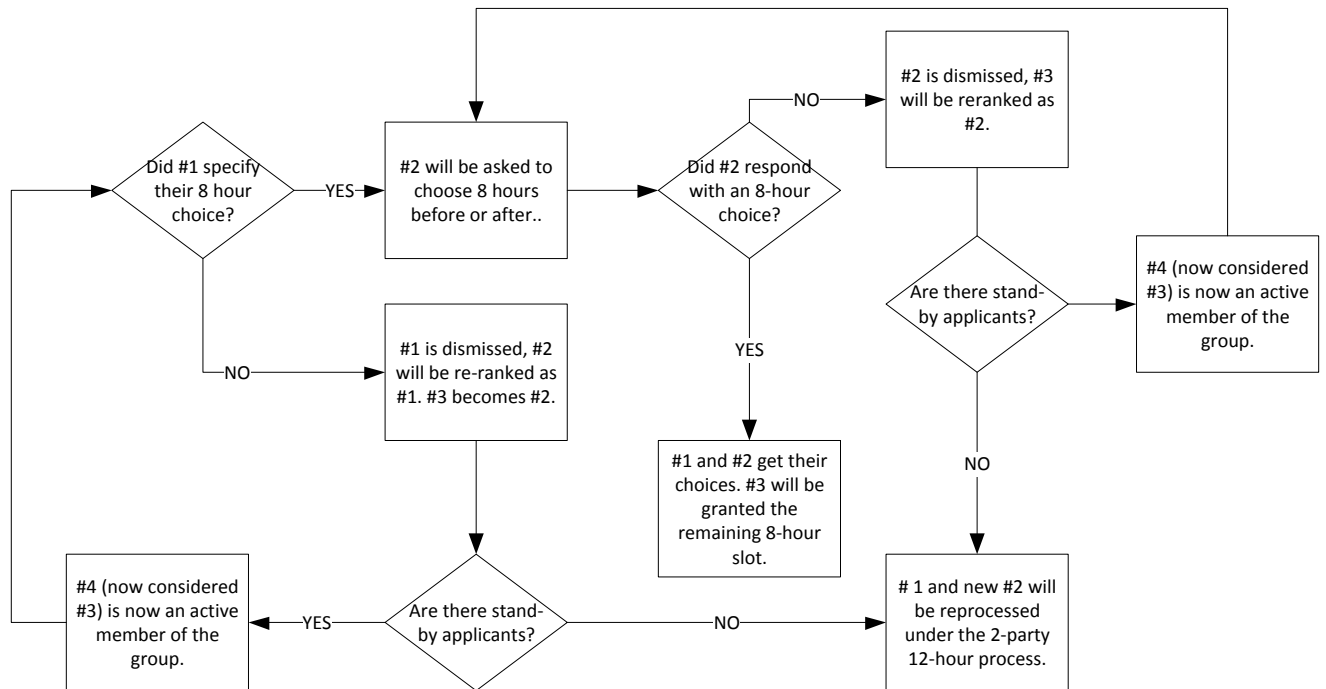 Did #1 specify
their 8 hour
choice?
YES
#2 will be asked to
choose 8 hours
before or after..
Did #2 respond
with an 8-hour
choice?
NO
#2 is dismissed, #3
will be reranked as
#2.
Are there stand-
by applicants?
#4 (now considered
#3) is now an active
member of the
group.
NO
#1 is dismissed, #2
will be re-ranked as
#1. #3 becomes #2.
YES
#1 and #2 get their
choices. #3 will be
granted the
remaining 8-hour
slot.
NO
#4 (now considered
#3) is now an active
member of the
group.
YES
Are there stand-
by applicants?
NO
# 1 and new #2 will
be reprocessed
under the 2-party
12-hour process.